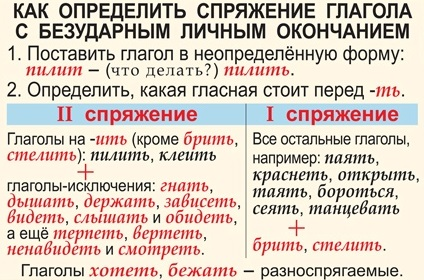 КАК ОПРЕДЕЛИТЬ СПРЯЖЕНИЕ ГЛАГОЛА
С БЕЗУДАРНЫМ ЛИЧНЫМ ОКОНЧАНИЕМ
1. Поставить глагол в неопределённую форму:
пилит – (что делать?) пилить.
2. Определить, какая гласная стоит перед -ть.
II спряжение
Глаголы на -ить (кроме брить,
стелить): пилить, клеить
+
глаголы-исключения: гнать,
дышать, держать, зависеть,
видеть, слышать и обидеть,
а ещё терпеть, вертеть,
ненавидеть и смотреть.
I спряжение
Все остальные глаголы,
например: паять,
краснеть, открыть,
таять, бороться,
сеять, танцевать
+
брить, стелить.
Глаголы хотеть, бежать – разноспрягаемые.